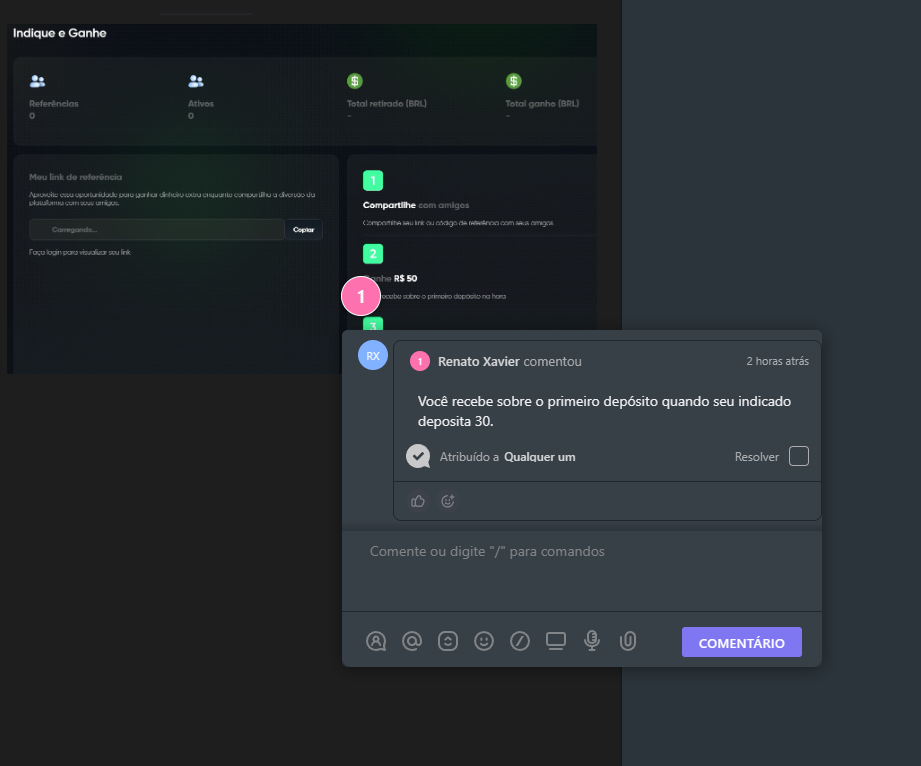 Indique e Ganhe
Referências
0
Ativos
0
Total retirado (BRL)
-
Total ganho (BRL)
-
Meu link de referência
Aproveite essa oportunidade para ganhar dinheiro extra enquanto compartilha a diversão da
plataforma com seus amigos.
Carregando...
Copiar
Faça login para visualizar seu link
1
Compartilhe com amigos
Compartilhe seu link ou código de referência com seus amigos
2
Ganhe R$ 50
recebe sobre o primeiro depósito na hora
1
3
RX
1 Renato Xavier comentou
2 horas atrás
Você recebe sobre o primeiro depósito quando seu indicado
deposita 30.
Atribuído a Qualquer um
Resolver
Comente ou digite "/" para comandos
COMENTÁRIO